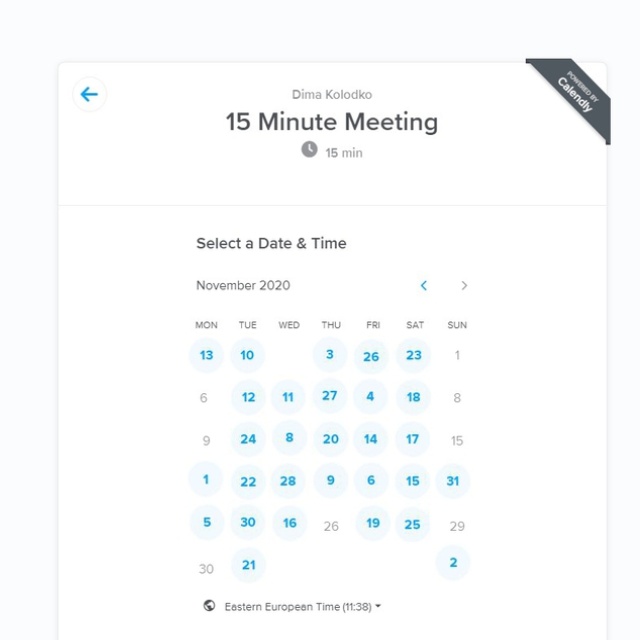 POWERED BY
Calendly
Dima Kolodko
15 Minute Meeting
15 min
Select a Date & Time
November 2020
MON TUE WED THU FRI SAT SUN
13 10 3 26 23 1
6 12 11 27 4 18 8
9 24 8 20 14 17 15
1 22 28 9 6 15 31
5 30 16 26 19 25 29
30 21 2
Eastern European Time (11:38)